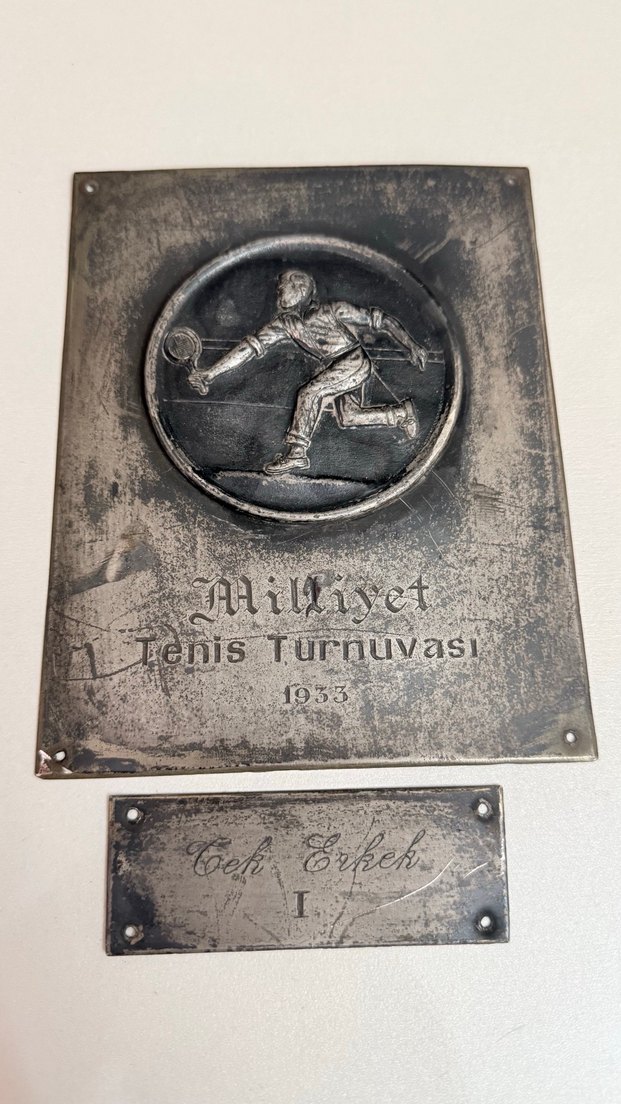 Milliyet
Tenis Turnuvası
1933
Tek Erkek
I